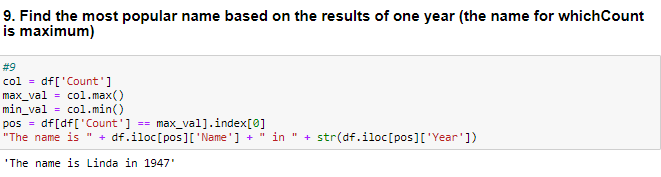 9. Find the most popular name based on the results of one year (the name for whichCount
is maximum)
#9
col = df['Count']
max_val = col.max()
min_val = col.min()
pos = df[df['Count'] == max_val].index[0]
"The name is " + df.iloc[pos]['Name'] + " in " + str(df.iloc[pos]['Year'])
'The name is Linda in 1947'